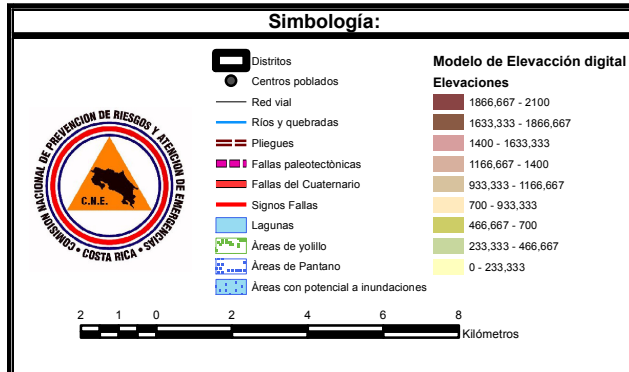 Simbología:
COMISION NACIONAL DE PREVENCION DE RIESGOS Y ATENCION DE EMERGENCIAS
C.N.E.
• COSTA RICA •
Distritos
Centros poblados
Red vial
Ríos y quebradas
Pliegues
Fallas paleotectònicas
Fallas del Cuaternario
Signos Fallas
Lagunas
Àreas de yolillo
Àreas de Pantano
Àreas con potencial a inundaciones
Modelo de Elevacción digital
Elevaciones
1866,667 - 2100
1633,333 - 1866,667
1400 - 1633,333
1166,667 - 1400
933,333 - 1166,667
700 - 933,333
466,667 - 700
233,333 - 466,667
0 - 233,333
2 1 0 2 4 6 8
Kilómetros